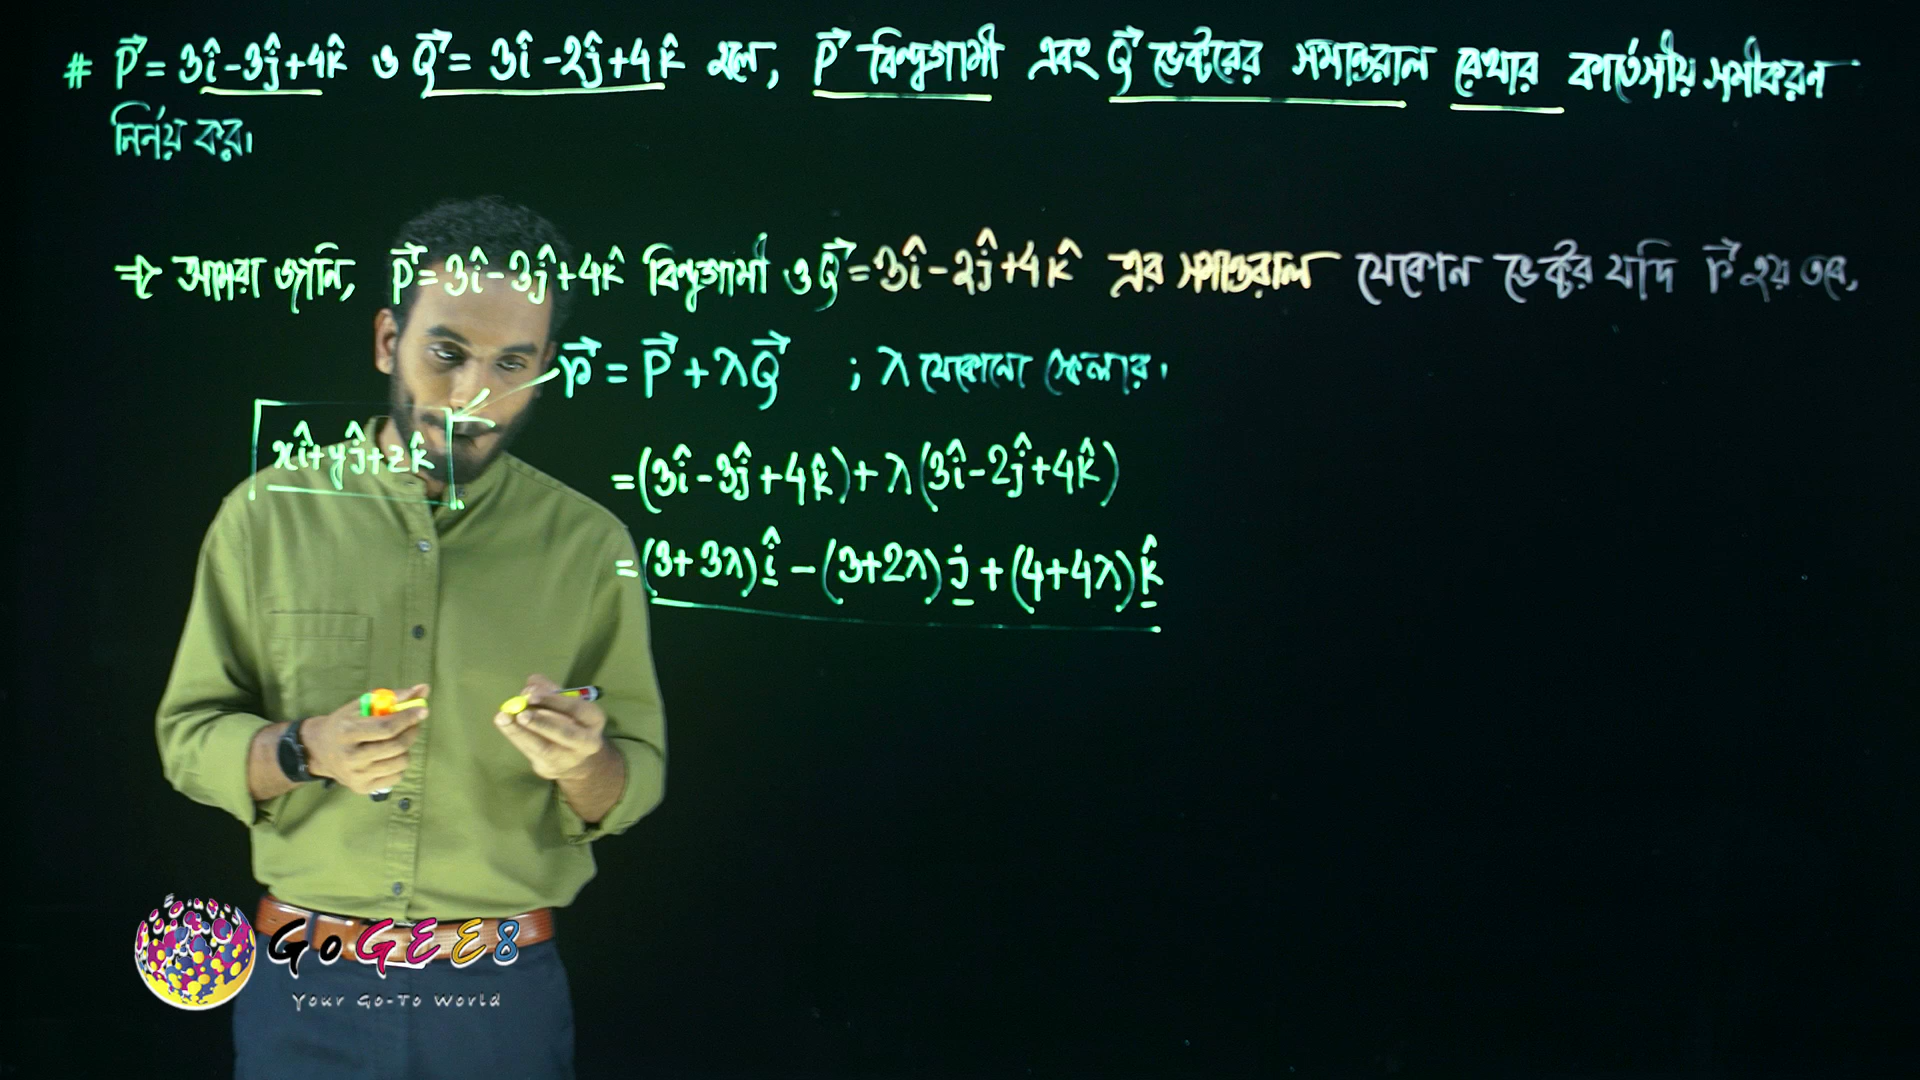 # P⃗ = 3î - 3ĵ + 4k̂ ও Q⃗ = 3î - 2ĵ + 4k̂ হলে, P⃗ বিন্দুগামী এবং Q⃗ ভেক্টরের সমান্তরাল রেখার কার্তেসীয় সমীকরন
নির্নয় কর।
⇒ আমরা জানি, P⃗ = 3î - 3ĵ + 4k̂ বিন্দুগামী ও Q⃗ = 3î - 2ĵ + 4k̂ এর সমান্তরাল যেকোন ভেক্টর যদি r⃗ হয় তবে,
r⃗ = P⃗ + λQ⃗ ; λ যেকোনো স্কেলার।
xî + yĵ + zk̂
= (3î - 3ĵ + 4k̂) + λ(3î - 2ĵ + 4k̂)
= (3 + 3λ)î - (3 + 2λ)j + (4 + 4λ)k̂
GoGEE8
Your Go-To World